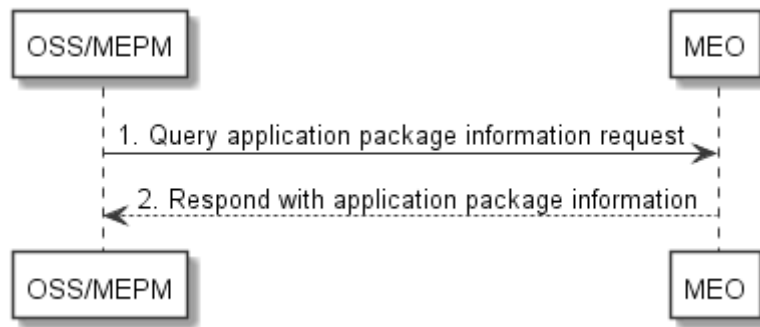 OSS/MEPM
MEO
1. Query application package information request
2. Respond with application package information
OSS/MEPM
MEO